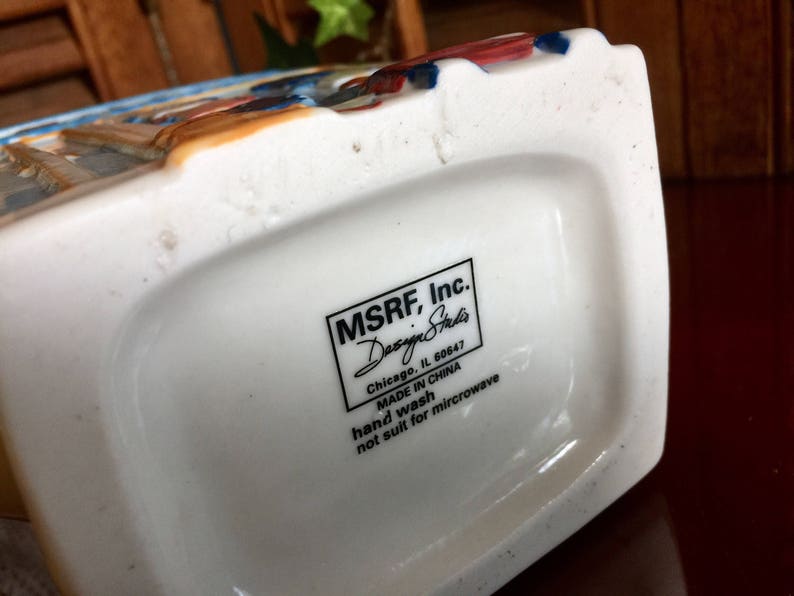 MSRF, Inc.
Design Studio
Chicago, IL 60647
MADE IN CHINA
hand wash
not suit for mircrowave